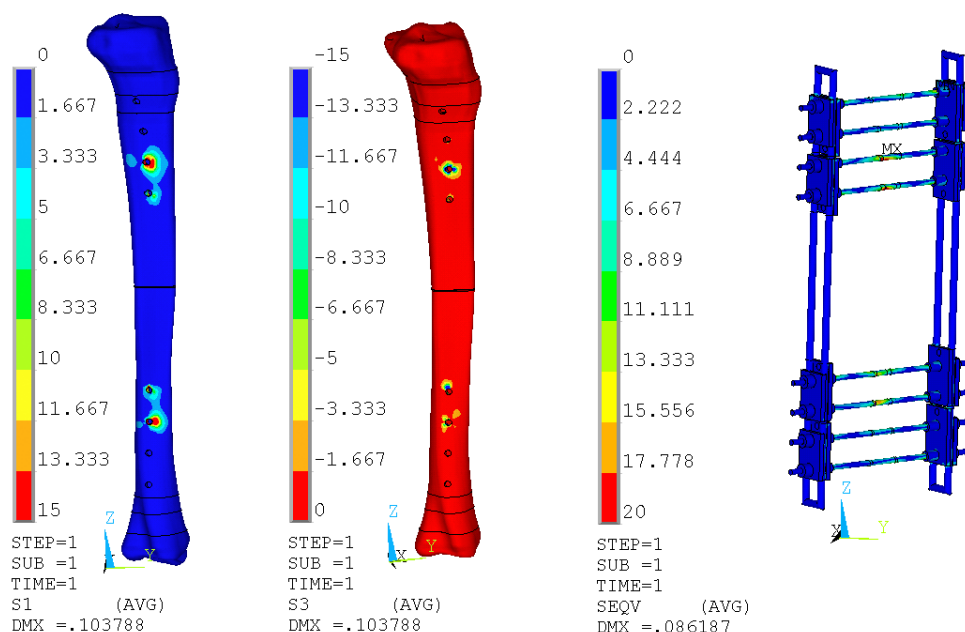 0
1.667
3.333
5
6.667
8.333
10
11.667
13.333
15
Z
Y
STEP=1
SUB =1
TIME=1
S1 (AVG)
DMX =.103788
-15
-13.333
-11.667
-10
-8.333
-6.667
-5
-3.333
-1.667
0
Z
X Y
STEP=1
SUB =1
TIME=1
S3 (AVG)
DMX =.103788
0
2.222
4.444
6.667
8.889
11.111
13.333
15.556
17.778
20
MX
Z
X Y
STEP=1
SUB =1
TIME=1
SEQV (AVG)
DMX =.086187